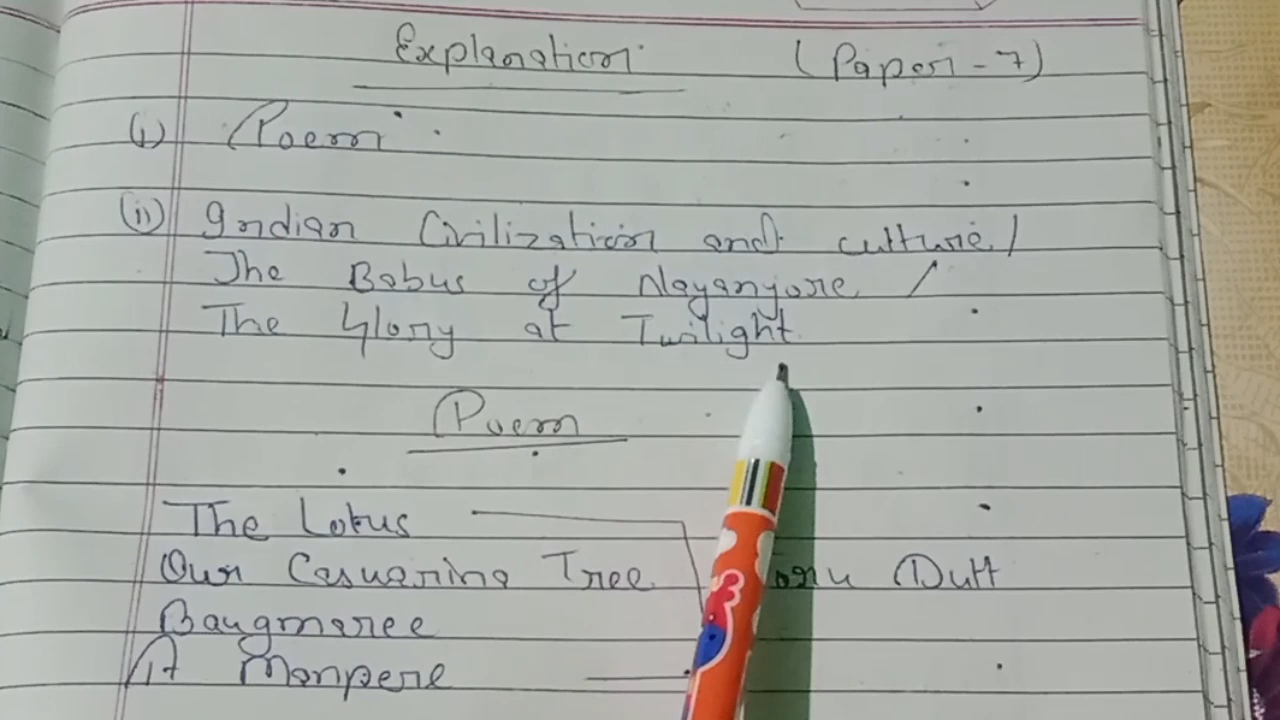 Explanation (Paper - 7)
(i) Poem
(ii) Indian Civilization and culture /
The Babus of Nayanjore /
The Glory at Twilight
Poem
The Lotus
Our Casuarina Tree Dutt
Baugmaree
A Monpere